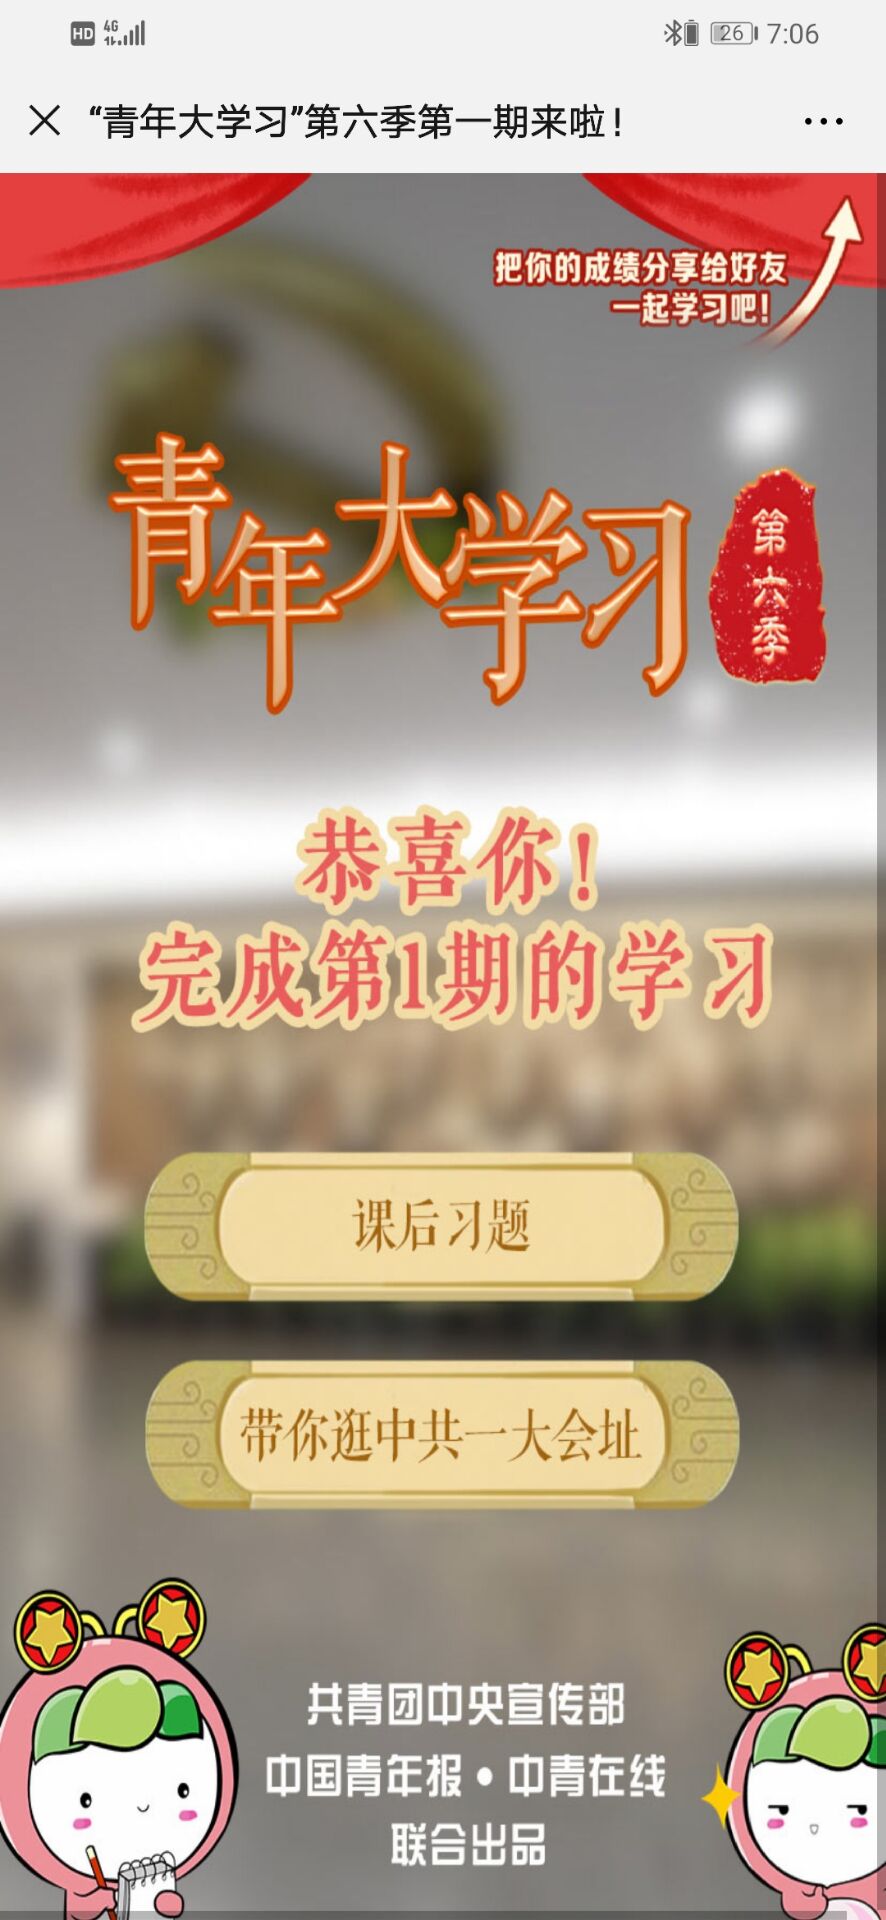 HD 4G 26 7:06
“青年大学习”第六季第一期来啦！
把你的成绩分享给好友
一起学习吧！
青年大学习
第六季
恭喜你！
完成第1期的学习
课后习题
带你逛中共一大会址
共青团中央宣传部
中国青年报·中青在线
联合出品